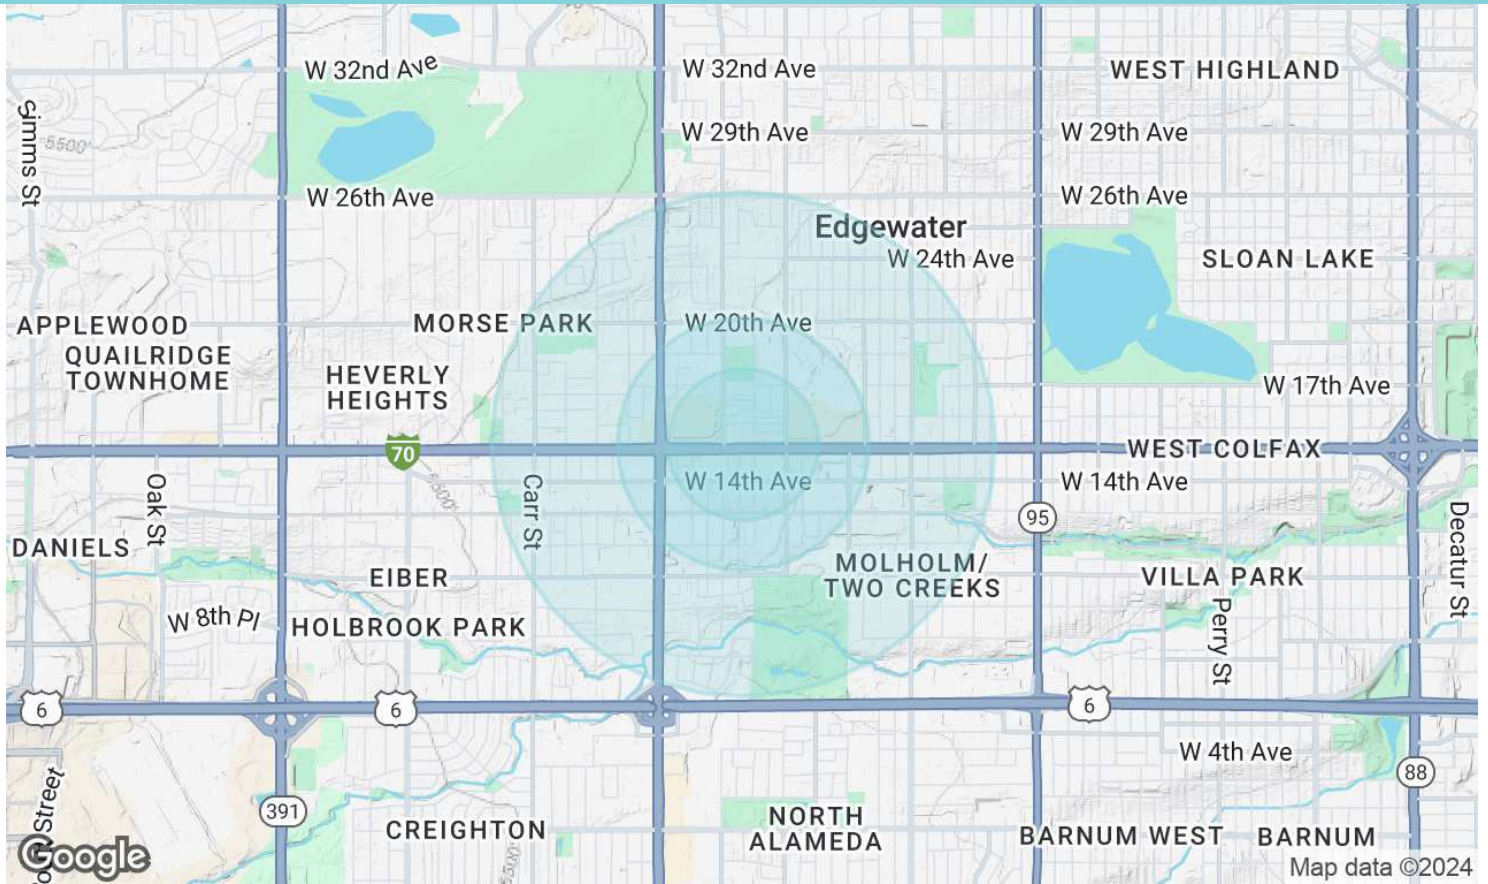 W 32nd Ave
W 32nd Ave
WEST HIGHLAND
Simms St
5500
W 29th Ave
W 29th Ave
W 26th Ave
W 26th Ave
Edgewater
W 24th Ave
SLOAN LAKE
APPLEWOOD
MORSE PARK
W 20th Ave
QUAILRIDGE
TOWNHOME
HEVERLY
HEIGHTS
W 17th Ave
70
WEST COLFAX
Oak St
Carr St
W 14th Ave
W 14th Ave
95
Decatur St
DANIELS
EIBER
MOLHOLM/
TWO CREEKS
VILLA PARK
W 8th Pl
HOLBROOK PARK
Perry St
6
6
6
W 4th Ave
Street
391
88
CREIGHTON
NORTH
ALAMEDA
BARNUM WEST
BARNUM
Google
Map data ©2024